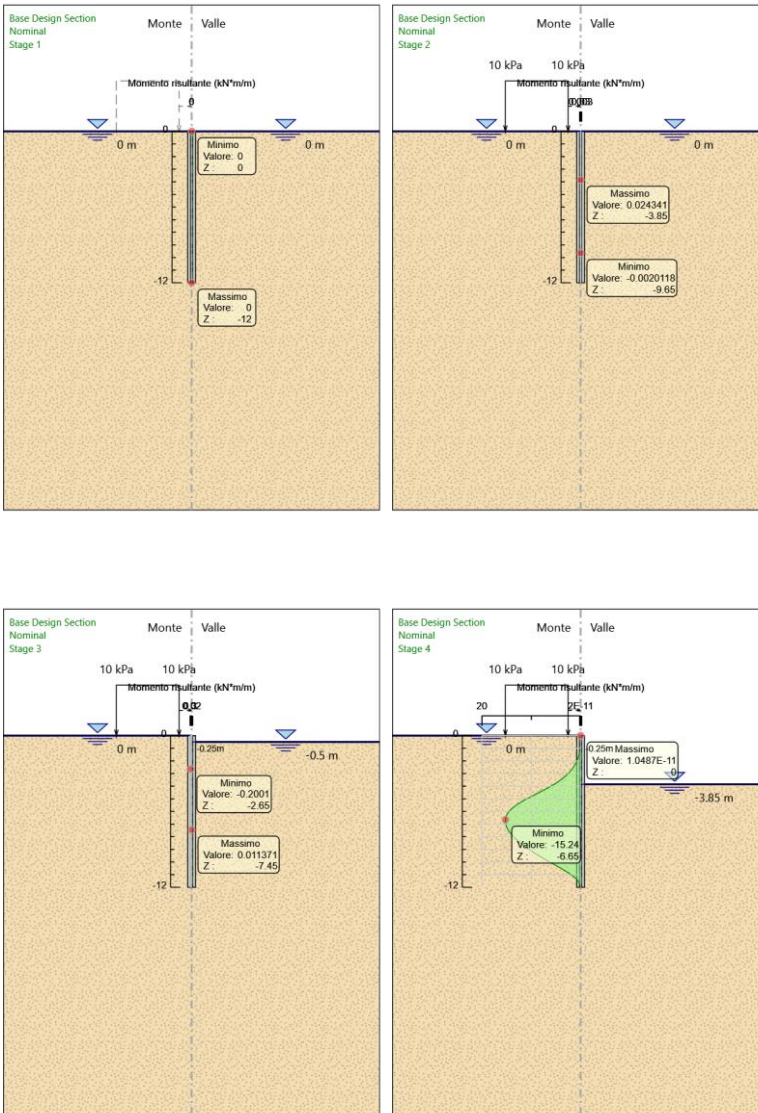 Base Design Section
Nominal
Stage 1
Monte
Valle
Momento risultante (kN*m/m)
0
0
0 m
0 m
Minimo
Valore: 0
Z : 0
-12
Massimo
Valore: 0
Z : -12
Base Design Section
Nominal
Stage 2
Monte
Valle
10 kPa
10 kPa
Momento risultante (kN*m/m)
0
0 m
0 m
Massimo
Valore: 0.024341
Z : -3.85
Minimo
Valore: -0.0020118
Z : -9.65
-12
Base Design Section
Nominal
Stage 3
Monte
Valle
10 kPa
10 kPa
Momento risultante (kN*m/m)
0
0 m
-0.25m
-0.5 m
Minimo
Valore: -0.2001
Z : -2.65
Massimo
Valore: 0.011371
Z : -7.45
-12
Base Design Section
Nominal
Stage 4
Monte
Valle
10 kPa
10 kPa
Momento risultante (kN*m/m)
20
2E-11
0
0 m
-0.25m
Massimo
Valore: 1.0487E-11
Z : 0
-3.85 m
Minimo
Valore: -15.24
Z : -6.65
-12